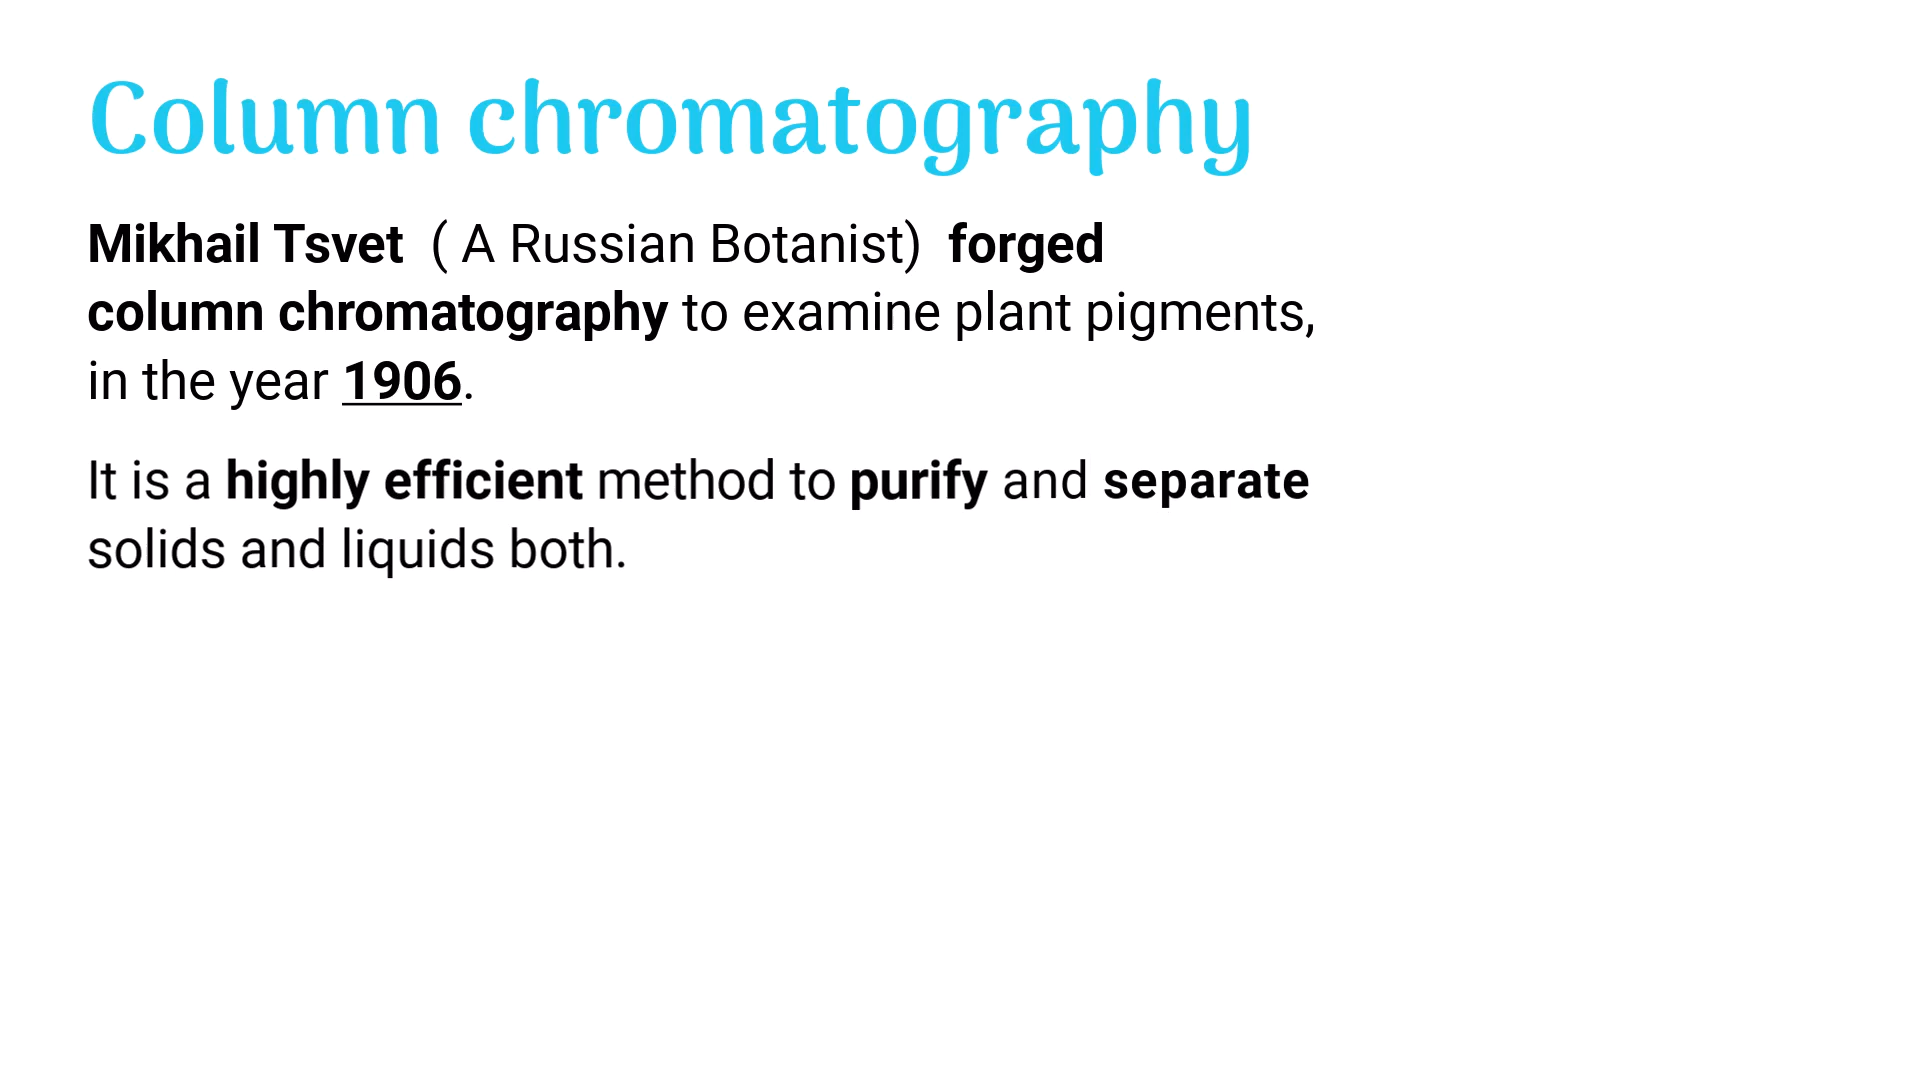 Column chromatography
Mikhail Tsvet ( A Russian Botanist) forged
column chromatography to examine plant pigments,
in the year 1906.
It is a highly efficient method to purify and separate
solids and liquids both.